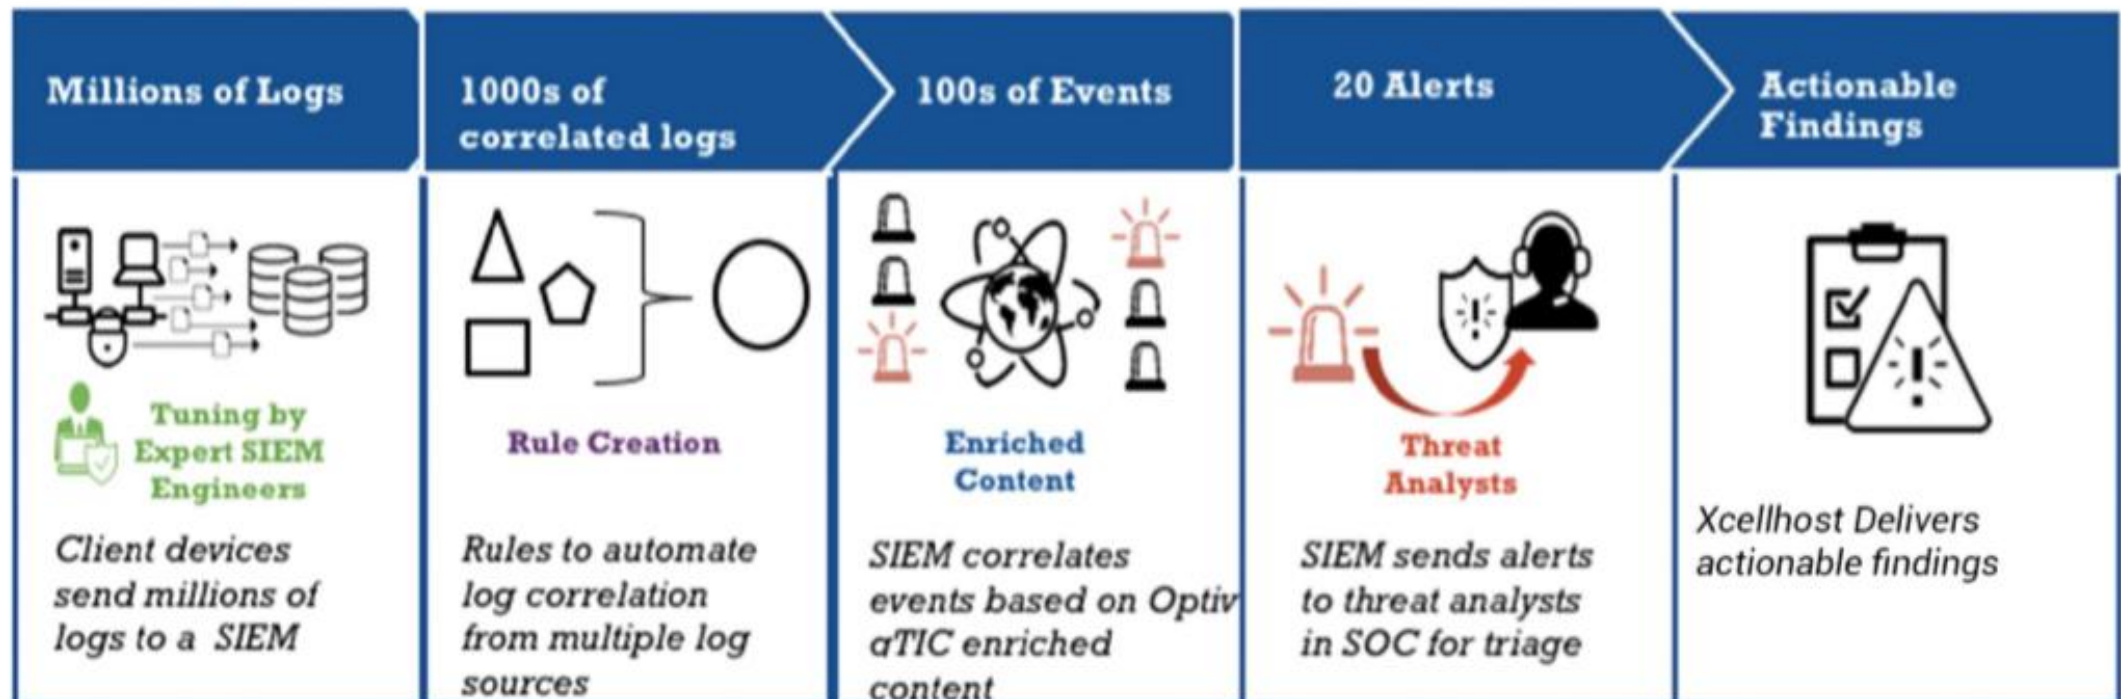 Millions of Logs
1000s of
correlated logs
100s of Events
20 Alerts
Actionable
Findings
Tuning by
Expert SIEM
Engineers
Client devices
send millions of
logs to a SIEM
Rule Creation
Rules to automate
log correlation
from multiple log
sources
Enriched
Content
SIEM correlates
events based on Optiv
gTIC enriched
content
Threat
Analysts
SIEM sends alerts
to threat analysts
in SOC for triage
Xcellhost Delivers
actionable findings